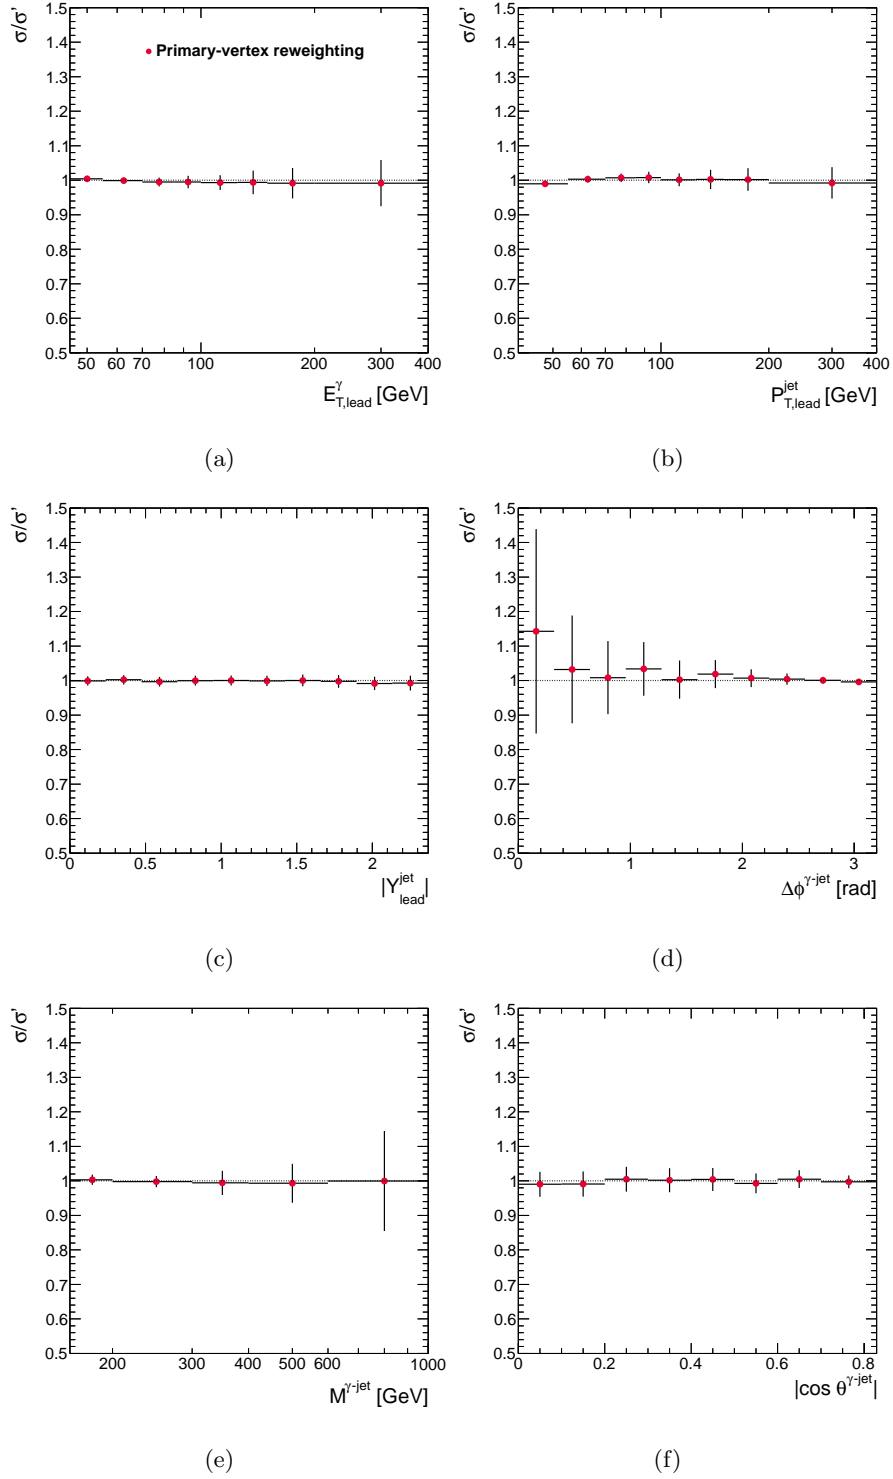 σ/σ'
1.5
1.4
1.3
1.2
1.1
1
0.9
0.8
0.7
0.6
0.5
Primary-vertex reweighting
50 60 70 100 200 300 400
E^γ_T,lead [GeV]
(a)
σ/σ'
1.5
1.4
1.3
1.2
1.1
1
0.9
0.8
0.7
0.6
0.5
50 60 70 100 200 300 400
P^jet_T,lead [GeV]
(b)
σ/σ'
1.5
1.4
1.3
1.2
1.1
1
0.9
0.8
0.7
0.6
0.5
0 0.5 1 1.5 2
|Y^jet_lead|
(c)
σ/σ'
1.5
1.4
1.3
1.2
1.1
1
0.9
0.8
0.7
0.6
0.5
0 1 2 3
Δϕ^γ-jet [rad]
(d)
σ/σ'
1.5
1.4
1.3
1.2
1.1
1
0.9
0.8
0.7
0.6
0.5
200 300 400 500 600 1000
M^γ-jet [GeV]
(e)
σ/σ'
1.5
1.4
1.3
1.2
1.1
1
0.9
0.8
0.7
0.6
0.5
0 0.2 0.4 0.6 0.8
|cos θ^γ-jet|
(f)